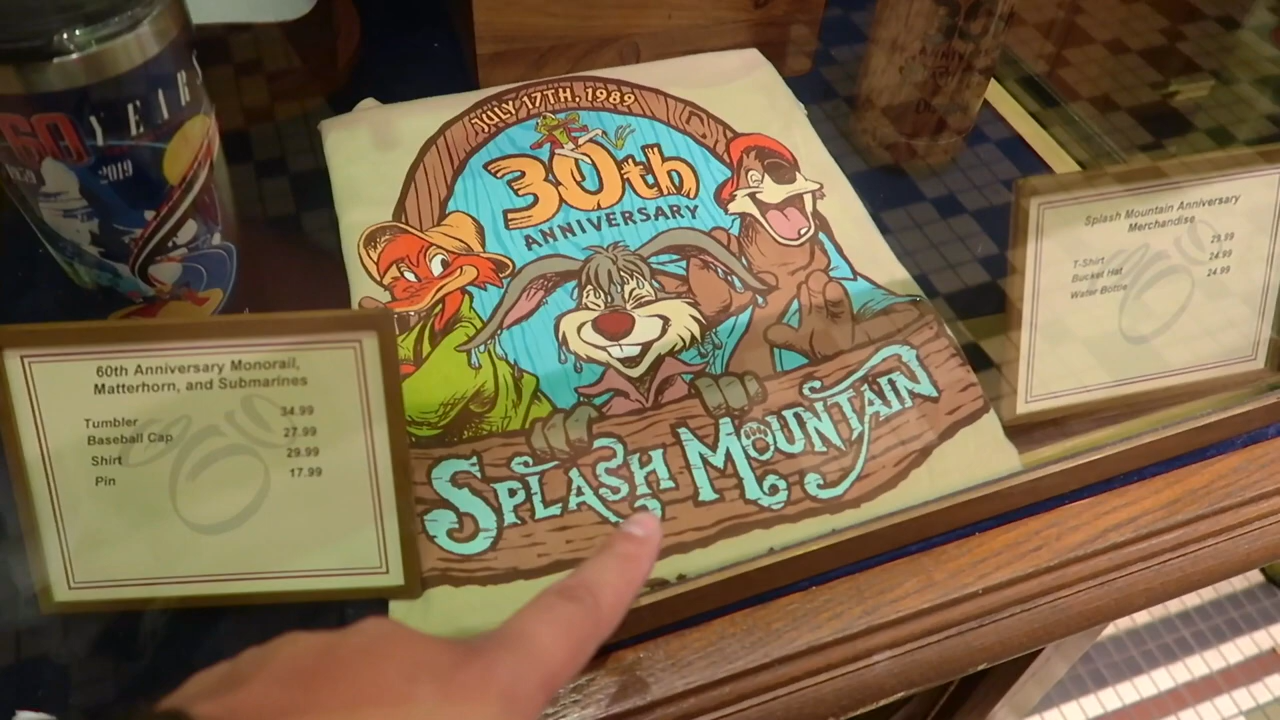 60 YEARS
1959 2019
JULY 17TH, 1989
30th
ANNIVERSARY
SPLASH MOUNTAIN
60th Anniversary Monorail,
Matterhorn, and Submarines
Tumbler 34.99
Baseball Cap 27.99
Shirt 29.99
Pin 17.99
Splash Mountain Anniversary
Merchandise
T-Shirt 29.99
Bucket Hat 24.99
Water Bottle 24.99